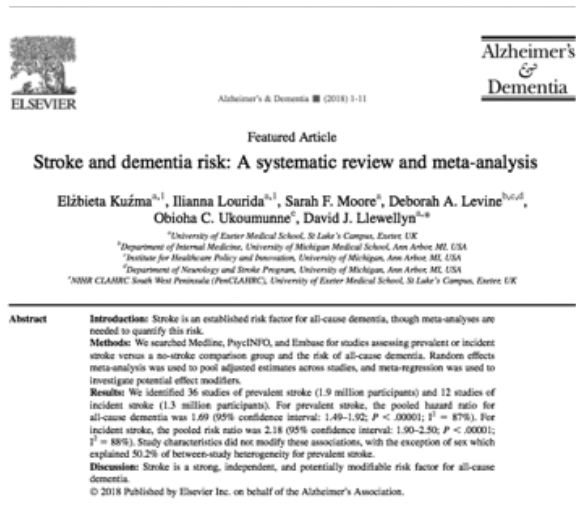 ELSEVIER
Alzheimer's & Dementia ■ (2018) 1-11
Alzheimer's
&
Dementia
Featured Article
Stroke and dementia risk: A systematic review and meta-analysis
Elżbieta Kuźma^a,1, Ilianna Lourida^a,1, Sarah F. Moore^a, Deborah A. Levine^b,c,d,
Obioha C. Ukoumunne^e, David J. Llewellyn^a,*
^aUniversity of Exeter Medical School, St Luke's Campus, Exeter, UK
^bDepartment of Internal Medicine, University of Michigan Medical School, Ann Arbor, MI, USA
^cInstitute for Healthcare Policy and Innovation, University of Michigan, Ann Arbor, MI, USA
^dDepartment of Neurology and Stroke Program, University of Michigan, Ann Arbor, MI, USA
^eNIHR CLAHRC South West Peninsula (PenCLAHRC), University of Exeter Medical School, St Luke's Campus, Exeter, UK
Abstract
Introduction: Stroke is an established risk factor for all-cause dementia, though meta-analyses are
needed to quantify this risk.
Methods: We searched Medline, PsycINFO, and Embase for studies assessing prevalent or incident
stroke versus a no-stroke comparison group and the risk of all-cause dementia. Random effects
meta-analysis was used to pool adjusted estimates across studies, and meta-regression was used to
investigate potential effect modifiers.
Results: We identified 36 studies of prevalent stroke (1.9 million participants) and 12 studies of
incident stroke (1.3 million participants). For prevalent stroke, the pooled hazard ratio for
all-cause dementia was 1.69 (95% confidence interval: 1.49–1.92; P < .00001; I² = 87%). For
incident stroke, the pooled risk ratio was 2.18 (95% confidence interval: 1.90–2.50; P < .00001;
I² = 88%). Study characteristics did not modify these associations, with the exception of sex which
explained 50.2% of between-study heterogeneity for prevalent stroke.
Discussion: Stroke is a strong, independent, and potentially modifiable risk factor for all-cause
dementia.
© 2018 Published by Elsevier Inc. on behalf of the Alzheimer's Association.